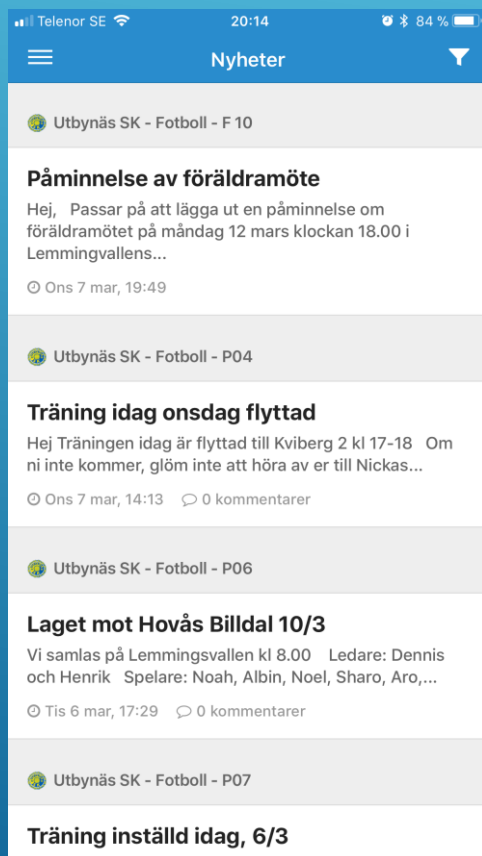 Telenor SE 20:14 84 %
Nyheter
Utbynäs SK - Fotboll - F 10
Påminnelse av föräldramöte
Hej, Passar på att lägga ut en påminnelse om
föräldramötet på måndag 12 mars klockan 18.00 i
Lemmingvallens...
Ons 7 mar, 19:49
Utbynäs SK - Fotboll - P04
Träning idag onsdag flyttad
Hej Träningen idag är flyttad till Kviberg 2 kl 17-18 Om
ni inte kommer, glöm inte att höra av er till Nickas...
Ons 7 mar, 14:13 0 kommentarer
Utbynäs SK - Fotboll - P06
Laget mot Hovås Billdal 10/3
Vi samlas på Lemmingsvallen kl 8.00 Ledare: Dennis
och Henrik Spelare: Noah, Albin, Noel, Sharo, Aro,...
Tis 6 mar, 17:29 0 kommentarer
Utbynäs SK - Fotboll - P07
Träning inställd idag, 6/3